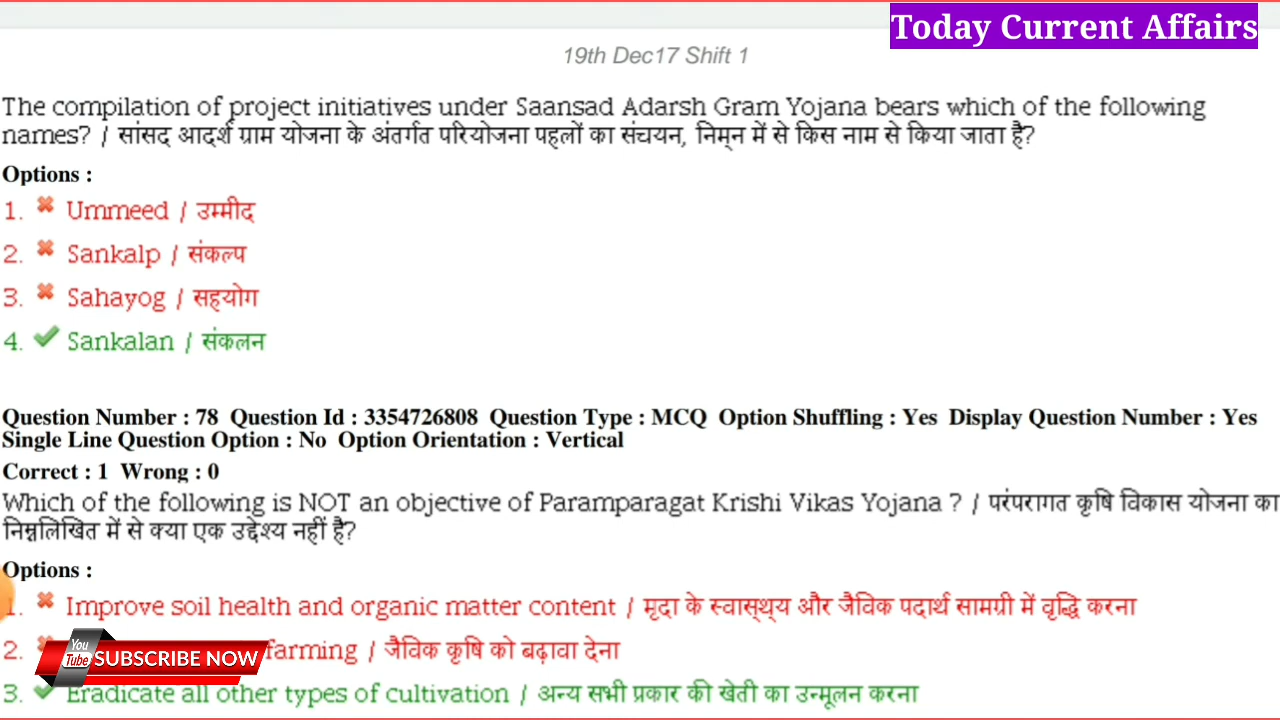 Today Current Affairs
19th Dec17 Shift 1
The compilation of project initiatives under Saansad Adarsh Gram Yojana bears which of the following
names? / सांसद आदर्श ग्राम योजना के अंतर्गत परियोजना पहलों का संचयन, निम्न में से किस नाम से किया जाता है?
Options :
1. Ummeed / उम्मीद
2. Sankalp / संकल्प
3. Sahayog / सहयोग
4. Sankalan / संकलन
Question Number : 78 Question Id : 3354726808 Question Type : MCQ Option Shuffling : Yes Display Question Number : Yes
Single Line Question Option : No Option Orientation : Vertical
Correct : 1 Wrong : 0
Which of the following is NOT an objective of Paramparagat Krishi Vikas Yojana ? / परंपरागत कृषि विकास योजना का
निम्नलिखित में से क्या एक उद्देश्य नहीं है?
Options :
1. Improve soil health and organic matter content / मृदा के स्वास्थ्य और जैविक पदार्थ सामग्री में वृद्धि करना
2. farming / जैविक कृषि को बढ़ावा देना
You Tube SUBSCRIBE NOW
3. Eradicate all other types of cultivation / अन्य सभी प्रकार की खेती का उन्मूलन करना